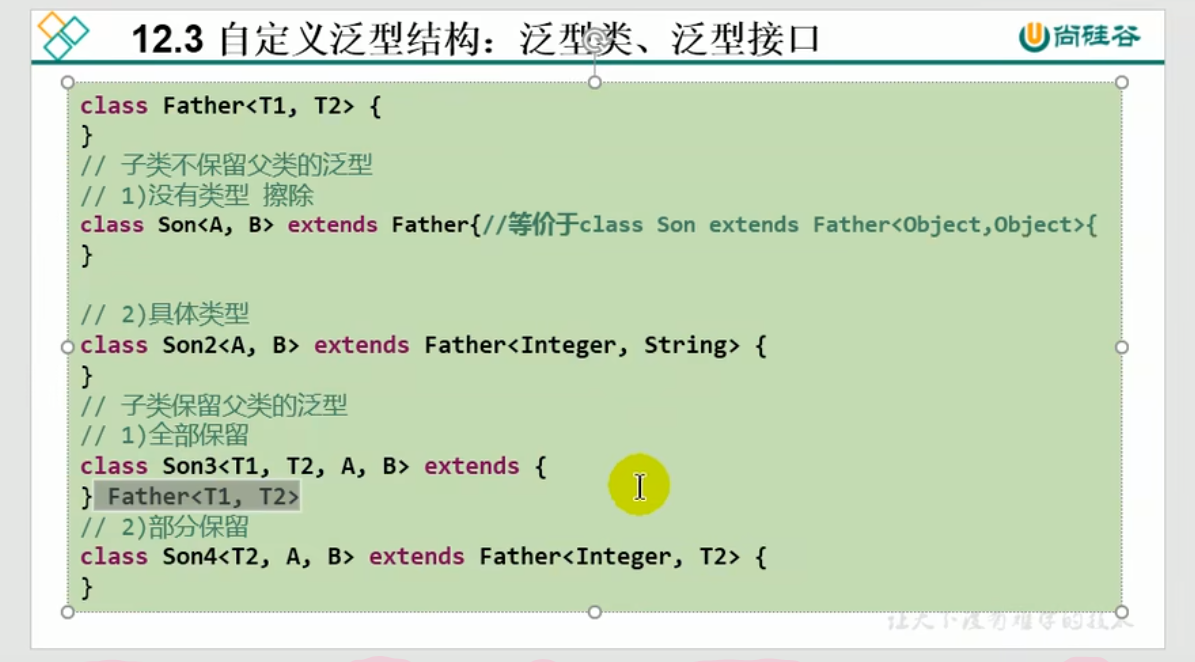 12.3 自定义泛型结构：泛型类、泛型接口
尚硅谷
class Father<T1, T2> {
}
// 子类不保留父类的泛型
// 1)没有类型 擦除
class Son<A, B> extends Father{//等价于class Son extends Father<Object,Object>{
}
// 2)具体类型
class Son2<A, B> extends Father<Integer, String> {
}
// 子类保留父类的泛型
// 1)全部保留
class Son3<T1, T2, A, B> extends {
} Father<T1, T2>
// 2)部分保留
class Son4<T2, A, B> extends Father<Integer, T2> {
}
让天下没有难学的技术